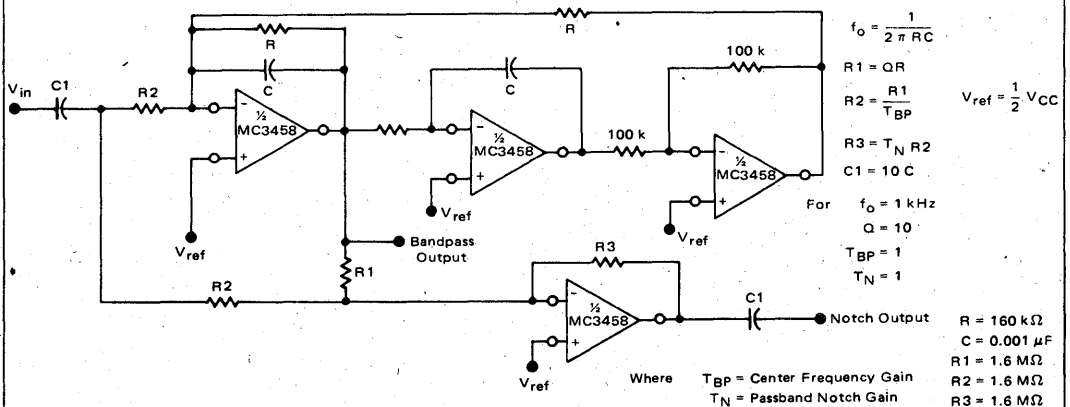 R
f₀ = 1 / 2 π RC
R
C
100 k
R1 = QR
V_in
C1
R2
½ MC3458
C
R2 = R1 / T_BP
V_ref = ½ V_CC
½ MC3458
100 k
½ MC3458
R3 = T_N R2
C1 = 10 C
V_ref
V_ref
V_ref
For f₀ = 1 kHz
Q = 10
T_BP = 1
T_N = 1
Bandpass Output
R1
R3
R2
½ MC3458
C1
Notch Output
V_ref
R = 160 kΩ
C = 0.001 μF
R1 = 1.6 MΩ
R2 = 1.6 MΩ
R3 = 1.6 MΩ
Where T_BP = Center Frequency Gain
T_N = Passband Notch Gain